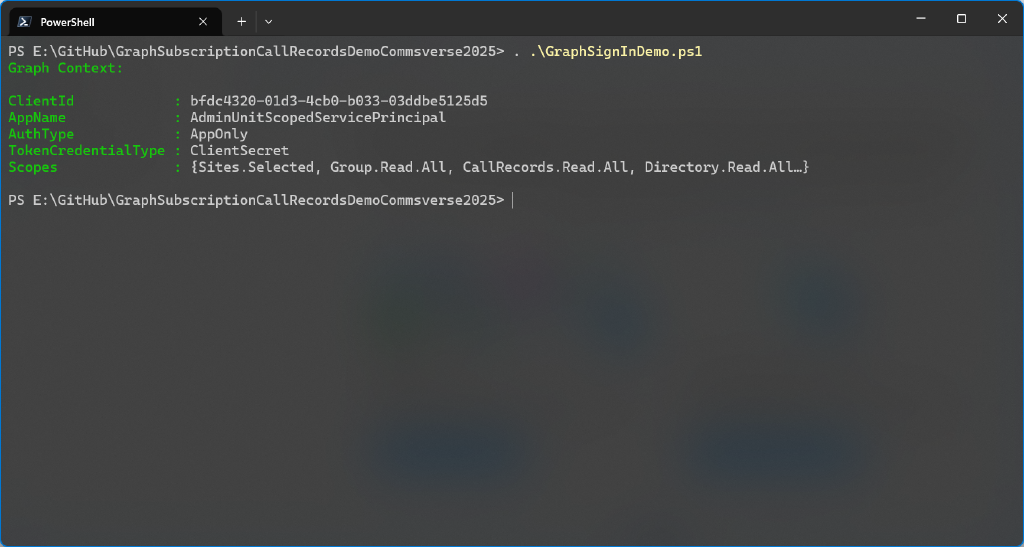 PowerShell
PS E:\GitHub\GraphSubscriptionCallRecordsDemoCommsverse2025> . .\GraphSignInDemo.ps1
Graph Context:
ClientId : bfdc4320-01d3-4cb0-b033-03ddbe5125d5
AppName : AdminUnitScopedServicePrincipal
AuthType : AppOnly
TokenCredentialType : ClientSecret
Scopes : {Sites.Selected, Group.Read.All, CallRecords.Read.All, Directory.Read.All…}
PS E:\GitHub\GraphSubscriptionCallRecordsDemoCommsverse2025>